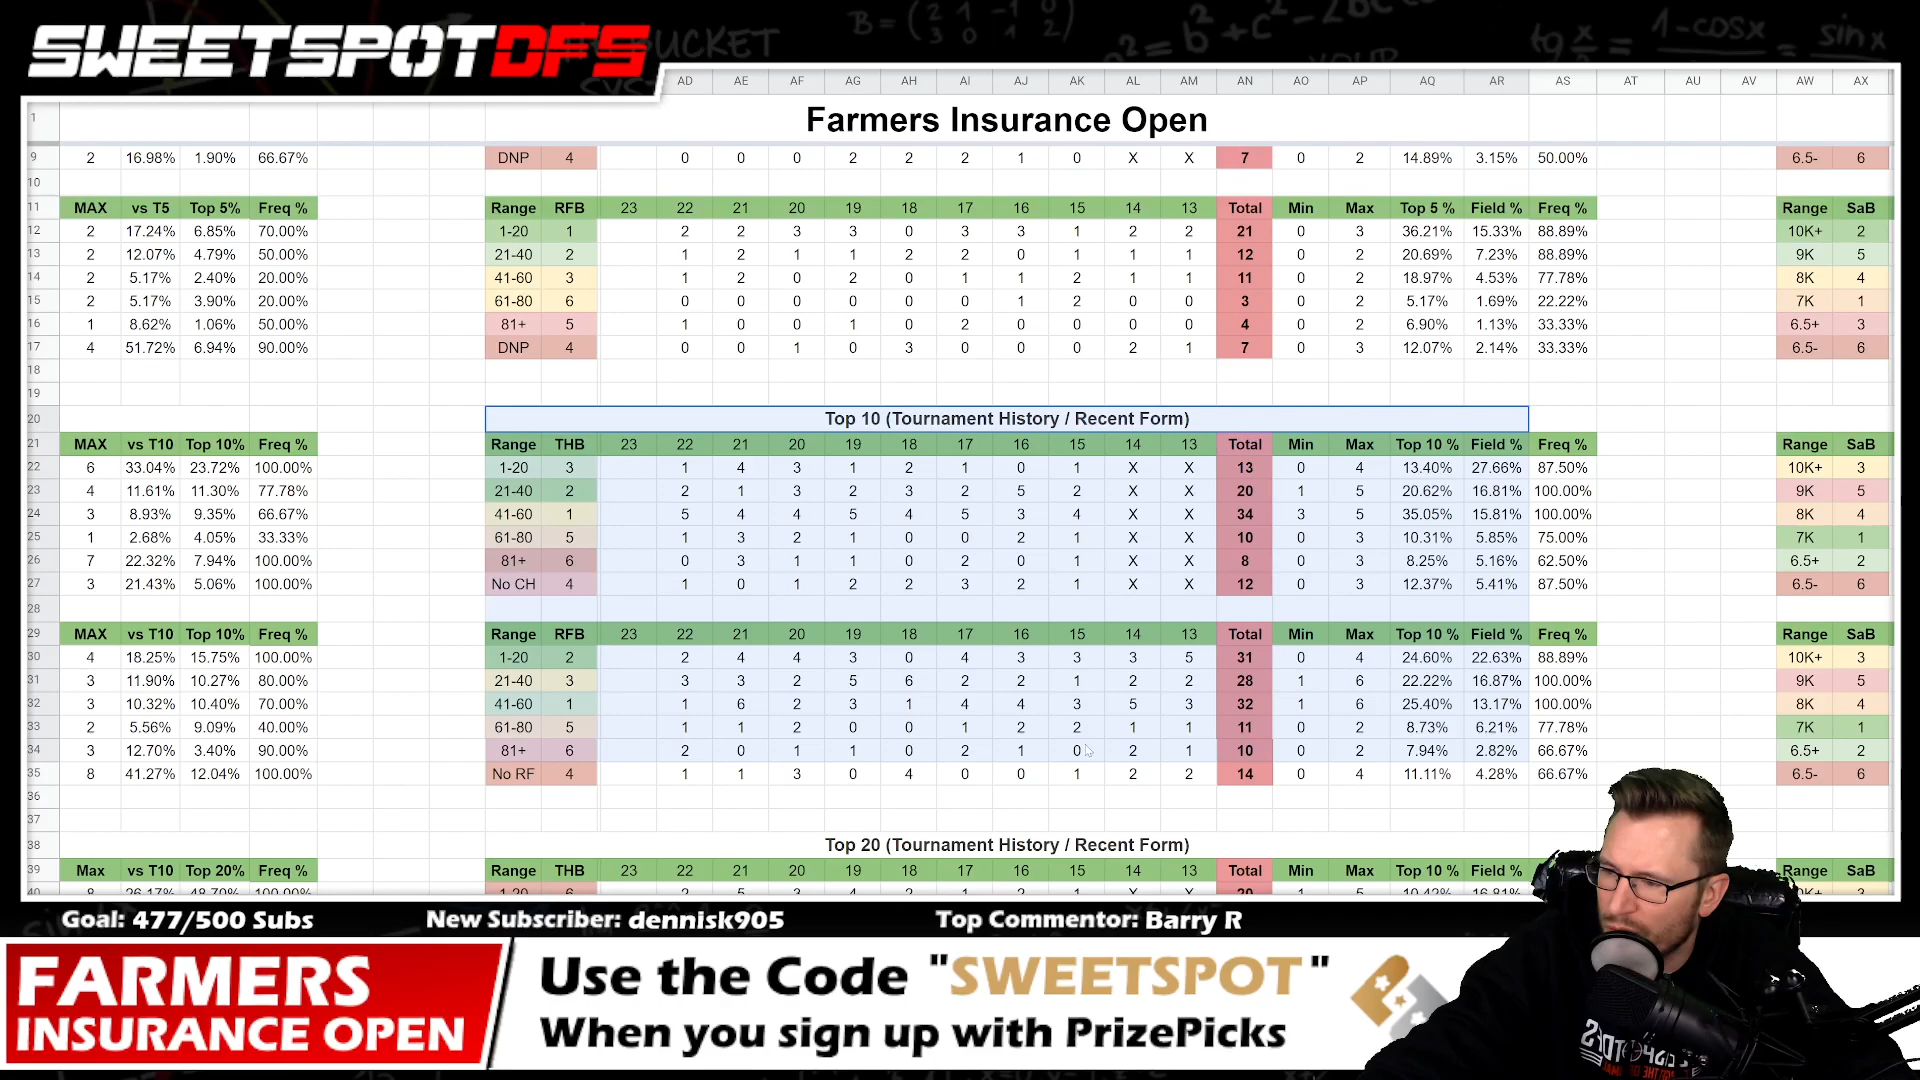 SWEETSPOTDFS
BUCKET
AD AE AF AG AH AI AJ AK AL AM AN AO AP AQ AR AS AT AU AV AW AX
1 Farmers Insurance Open
9 2 16.98% 1.90% 66.67% DNP 4 0 0 0 2 2 2 1 0 X X 7 0 2 14.89% 3.15% 50.00% 6.5- 6
10
11 MAX vs T5 Top 5% Freq % Range RFB 23 22 21 20 19 18 17 16 15 14 13 Total Min Max Top 5 % Field % Freq % Range SaB
12 2 17.24% 6.85% 70.00% 1-20 1 2 2 3 3 0 3 3 1 2 2 21 0 3 36.21% 15.33% 88.89% 10K+ 2
13 2 12.07% 4.79% 50.00% 21-40 2 1 2 1 1 2 2 0 1 1 1 12 0 2 20.69% 7.23% 88.89% 9K 5
14 2 5.17% 2.40% 20.00% 41-60 3 1 2 0 2 0 1 1 2 1 1 11 0 2 18.97% 4.53% 77.78% 8K 4
15 2 5.17% 3.90% 20.00% 61-80 6 0 0 0 0 0 0 1 2 0 0 3 0 2 5.17% 1.69% 22.22% 7K 1
16 1 8.62% 1.06% 50.00% 81+ 5 1 0 0 1 0 2 0 0 0 0 4 0 2 6.90% 1.13% 33.33% 6.5+ 3
17 4 51.72% 6.94% 90.00% DNP 4 0 0 1 0 3 0 0 0 2 1 7 0 3 12.07% 2.14% 33.33% 6.5- 6
18
19
20 Top 10 (Tournament History / Recent Form)
21 MAX vs T10 Top 10% Freq % Range THB 23 22 21 20 19 18 17 16 15 14 13 Total Min Max Top 10 % Field % Freq % Range SaB
22 6 33.04% 23.72% 100.00% 1-20 3 1 4 3 1 2 1 0 1 X X 13 0 4 13.40% 27.66% 87.50% 10K+ 3
23 4 11.61% 11.30% 77.78% 21-40 2 2 1 3 2 3 2 5 2 X X 20 1 5 20.62% 16.81% 100.00% 9K 5
24 3 8.93% 9.35% 66.67% 41-60 1 5 4 4 5 4 5 3 4 X X 34 3 5 35.05% 15.81% 100.00% 8K 4
25 1 2.68% 4.05% 33.33% 61-80 5 1 3 2 1 0 0 2 1 X X 10 0 3 10.31% 5.85% 75.00% 7K 1
26 7 22.32% 7.94% 100.00% 81+ 6 0 3 1 1 0 2 0 1 X X 8 0 3 8.25% 5.16% 62.50% 6.5+ 2
27 3 21.43% 5.06% 100.00% No CH 4 1 0 1 2 2 3 2 1 X X 12 0 3 12.37% 5.41% 87.50% 6.5- 6
28
29 MAX vs T10 Top 10% Freq % Range RFB 23 22 21 20 19 18 17 16 15 14 13 Total Min Max Top 10 % Field % Freq % Range SaB
30 4 18.25% 15.75% 100.00% 1-20 2 2 4 4 3 0 4 3 3 3 5 31 0 4 24.60% 22.63% 88.89% 10K+ 3
31 3 11.90% 10.27% 80.00% 21-40 3 3 3 2 5 6 2 2 1 2 2 28 1 6 22.22% 16.87% 100.00% 9K 5
32 3 10.32% 10.40% 70.00% 41-60 1 1 6 2 3 1 4 4 3 5 3 32 1 6 25.40% 13.17% 100.00% 8K 4
33 2 5.56% 9.09% 40.00% 61-80 5 1 1 2 0 0 1 2 2 1 1 11 0 2 8.73% 6.21% 77.78% 7K 1
34 3 12.70% 3.40% 90.00% 81+ 6 2 0 1 1 0 2 1 0 2 1 10 0 2 7.94% 2.82% 66.67% 6.5+ 2
35 8 41.27% 12.04% 100.00% No RF 4 1 1 3 0 4 0 0 1 2 2 14 0 4 11.11% 4.28% 66.67% 6.5- 6
36
37
38 Top 20 (Tournament History / Recent Form)
39 Max vs T10 Top 20% Freq % Range THB 23 22 21 20 19 18 17 16 15 14 13 Total Min Max Top 10 % Field % Freq % Range SaB
Goal: 477/500 Subs New Subscriber: dennisk905 Top Commentor: Barry R
FARMERS
INSURANCE OPEN
Use the Code "SWEETSPOT"
When you sign up with PrizePicks